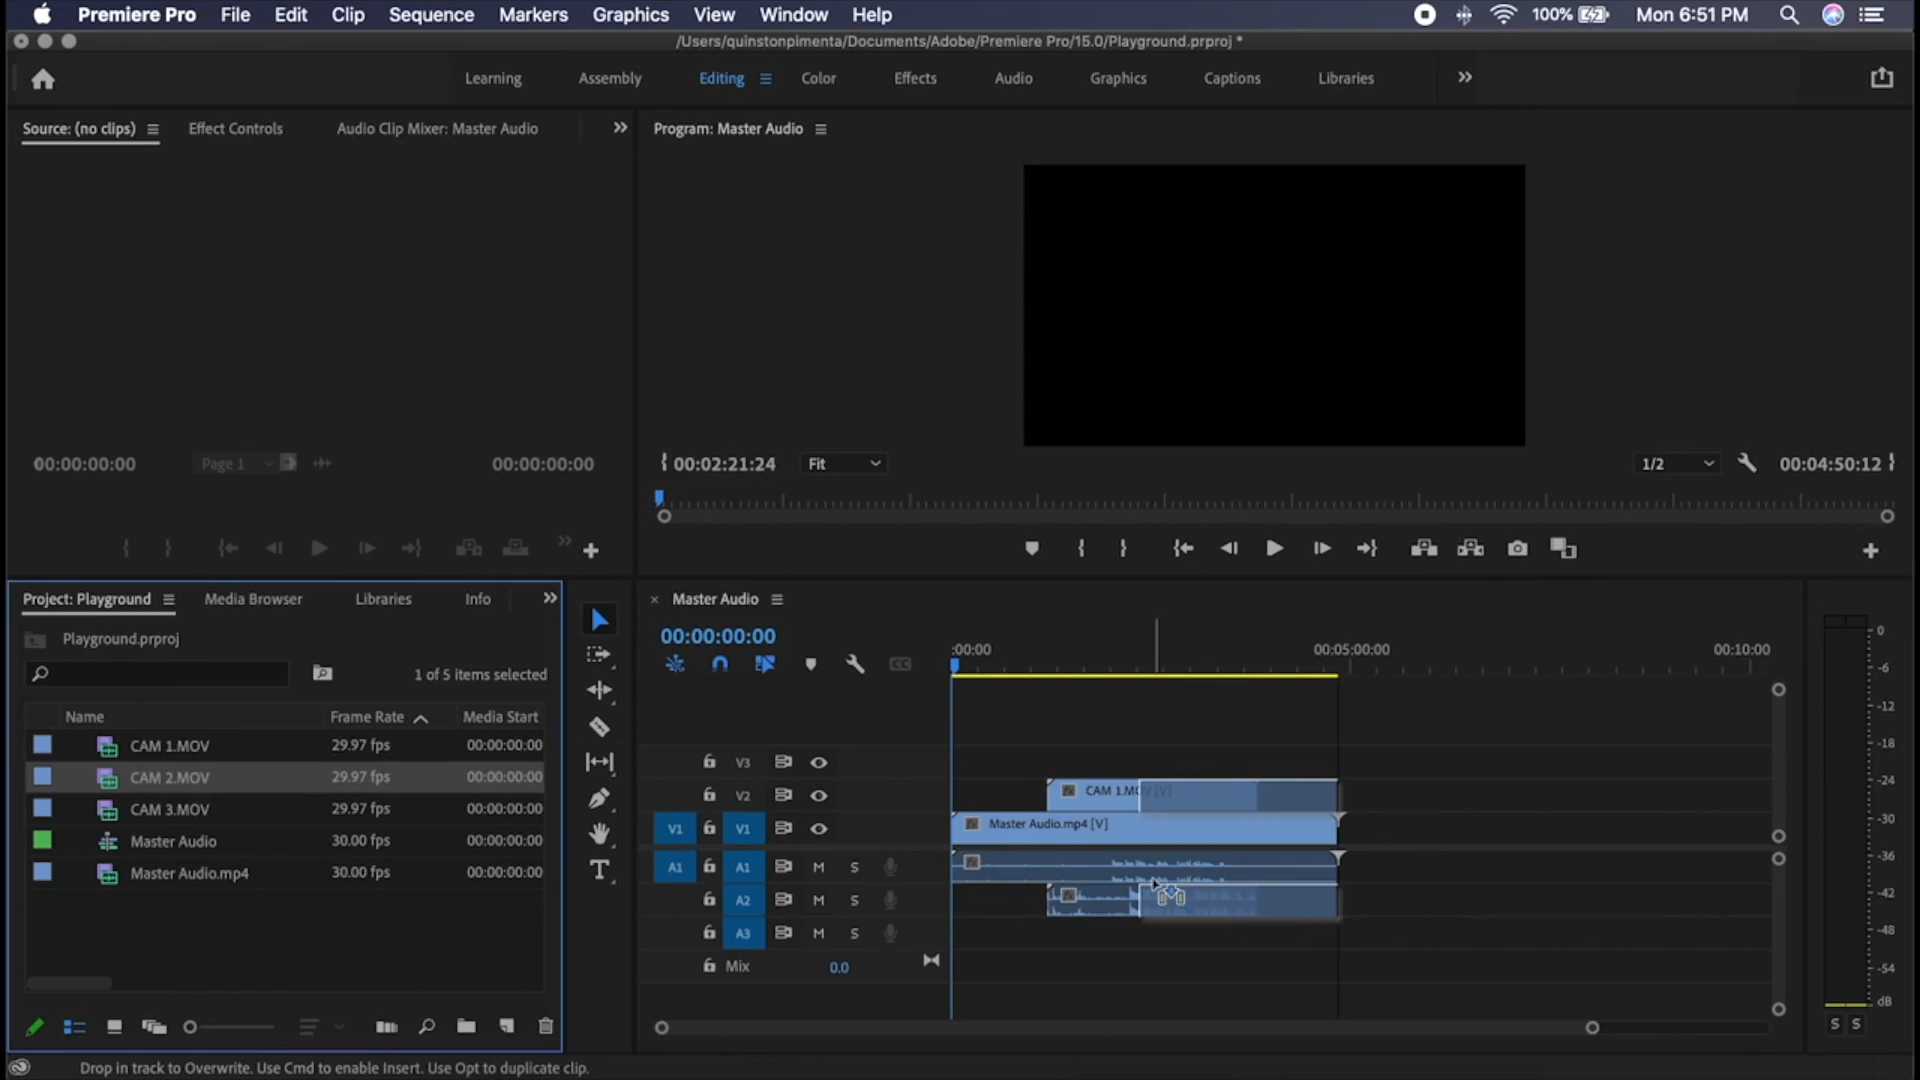 Premiere Pro File Edit Clip Sequence Markers Graphics View Window Help 100% Mon 6:51 PM
/Users/quinstonpimenta/Documents/Adobe/Premiere Pro/15.0/Playground.prproj *
Learning Assembly Editing Color Effects Audio Graphics Captions Libraries
Source: (no clips) Effect Controls Audio Clip Mixer: Master Audio
Program: Master Audio
00:00:00:00 Page 1 00:00:00:00
00:02:21:24 Fit 1/2 00:04:50:12
Project: Playground Media Browser Libraries Info
Playground.prproj
1 of 5 items selected
Name Frame Rate Media Start
CAM 1.MOV 29.97 fps 00:00:00:00
CAM 2.MOV 29.97 fps 00:00:00:00
CAM 3.MOV 29.97 fps 00:00:00:00
Master Audio 30.00 fps 00:00:00:00
Master Audio.mp4 30.00 fps 00:00:00:00
T
Master Audio
00:00:00:00
CC
:00:00 00:05:00:00 00:10:00:00
V3
V2 CAM 1.MOV [V]
V1 V1 Master Audio.mp4 [V]
A1 A1 M S
A2 M S
A3 M S
Mix 0.0
0
-6
-12
-18
-24
-30
-36
-42
-48
-54
dB
S S
Drop in track to Overwrite. Use Cmd to enable Insert. Use Opt to duplicate clip.